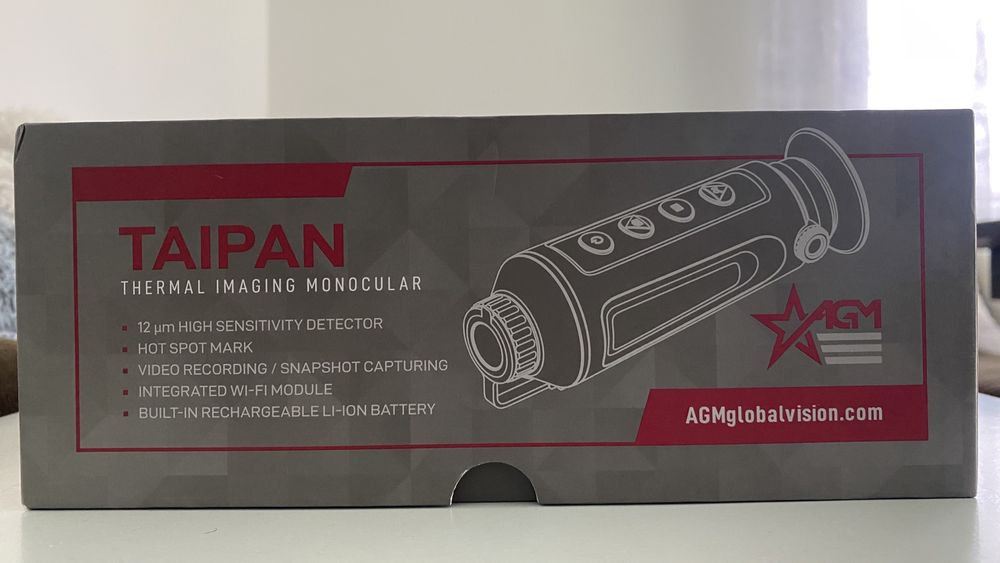 TAIPAN
THERMAL IMAGING MONOCULAR
▪ 12 µm HIGH SENSITIVITY DETECTOR
▪ HOT SPOT MARK
▪ VIDEO RECORDING / SNAPSHOT CAPTURING
▪ INTEGRATED WI-FI MODULE
▪ BUILT-IN RECHARGEABLE LI-ION BATTERY
AGM
AGMglobalvision.com